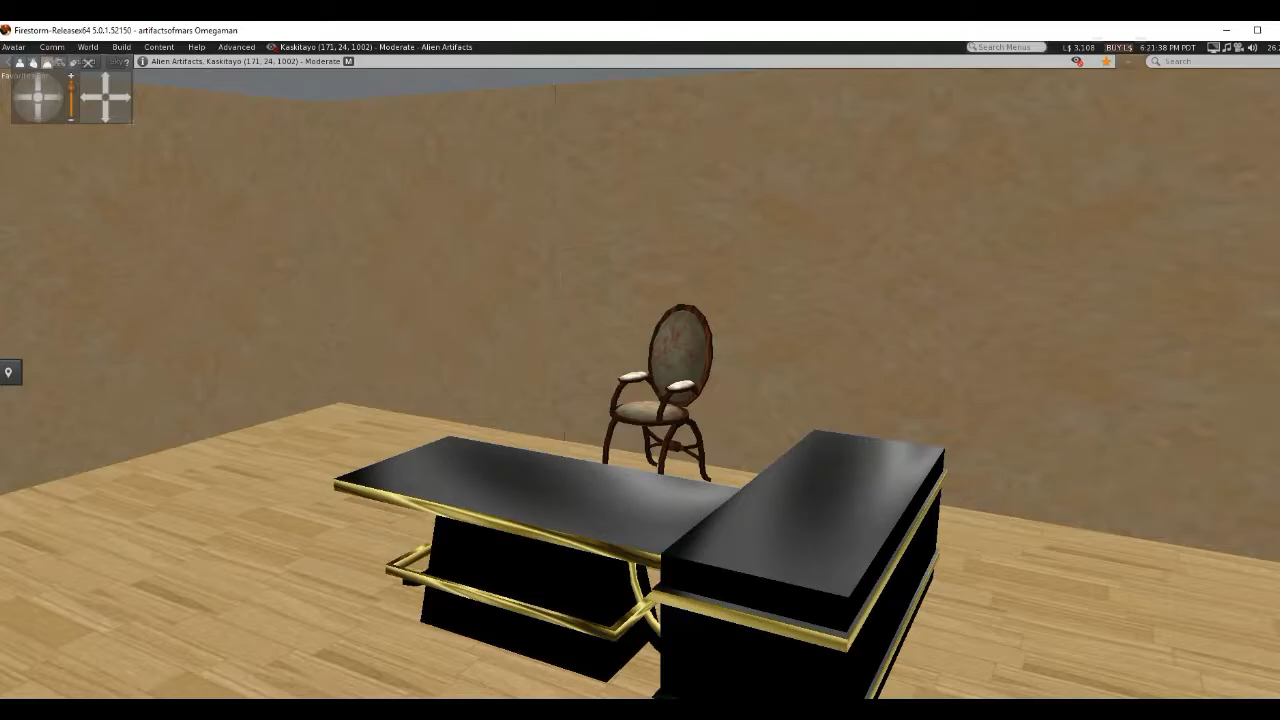 Firestorm-Releasex64 5.0.1.52150 - artifactsofmars Omegaman
Avatar Comm World Build Content Help Advanced Kaskitayo (171, 24, 1002) - Moderate - Alien Artifacts Search Menus L$ 3,108 BUY L$ 6:21:38 PM PDT 26.2
Alien Artifacts, Kaskitayo (171, 24, 1002) - Moderate M Search